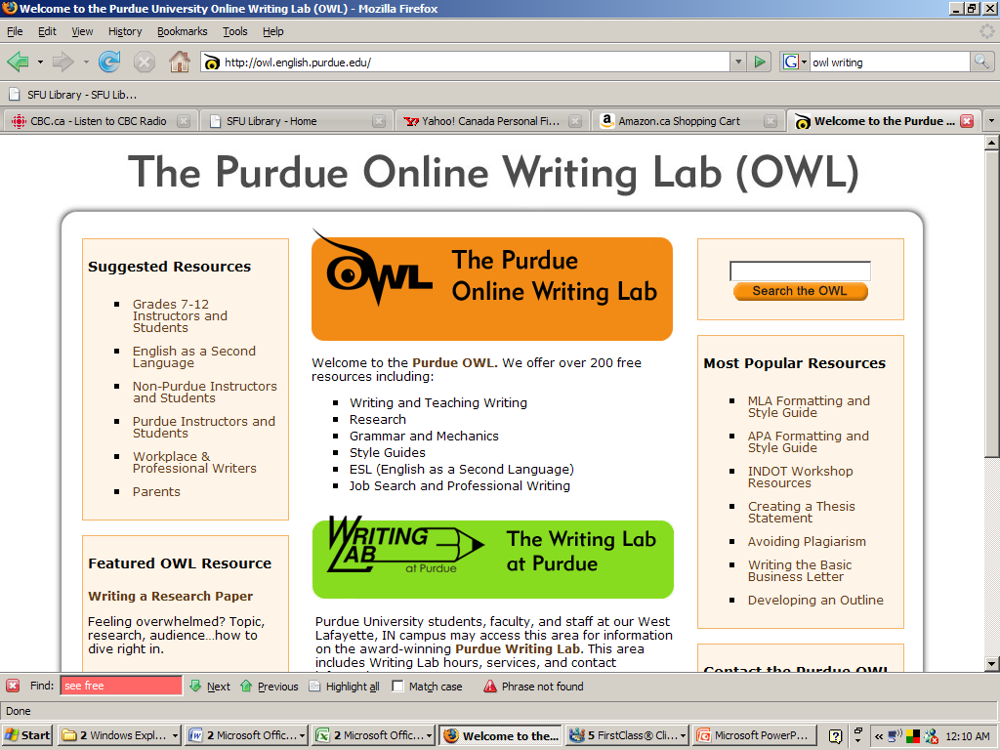 Welcome to the Purdue University Online Writing Lab (OWL) - Mozilla Firefox
File Edit View History Bookmarks Tools Help
http://owl.english.purdue.edu/
G
owl writing
SFU Library - SFU Lib...
CBC.ca - Listen to CBC Radio
SFU Library - Home
Yahoo! Canada Personal Fi...
Amazon.ca Shopping Cart
Welcome to the Purdue ...
The Purdue Online Writing Lab (OWL)
Suggested Resources
Grades 7-12
Instructors and
Students
English as a Second
Language
Non-Purdue Instructors
and Students
Purdue Instructors and
Students
Workplace &
Professional Writers
Parents
Featured OWL Resource
Writing a Research Paper
Feeling overwhelmed? Topic,
research, audience...how to
dive right in.
OWL
The Purdue
Online Writing Lab
Welcome to the Purdue OWL. We offer over 200 free
resources including:
Writing and Teaching Writing
Research
Grammar and Mechanics
Style Guides
ESL (English as a Second Language)
Job Search and Professional Writing
WRITING
LAB
at Purdue
The Writing Lab
at Purdue
Purdue University students, faculty, and staff at our West
Lafayette, IN campus may access this area for information
on the award-winning Purdue Writing Lab. This area
includes Writing Lab hours, services, and contact
Search the OWL
Most Popular Resources
MLA Formatting and
Style Guide
APA Formatting and
Style Guide
INDOT Workshop
Resources
Creating a Thesis
Statement
Avoiding Plagiarism
Writing the Basic
Business Letter
Developing an Outline
Contact the Purdue OWL
Find: see free Next Previous Highlight all Match case Phrase not found
Done
Start
2 Windows Expl...
2 Microsoft Offic...
2 Microsoft Offic...
Welcome to the...
5 FirstClass® Cli...
Microsoft PowerP...
12:10 AM